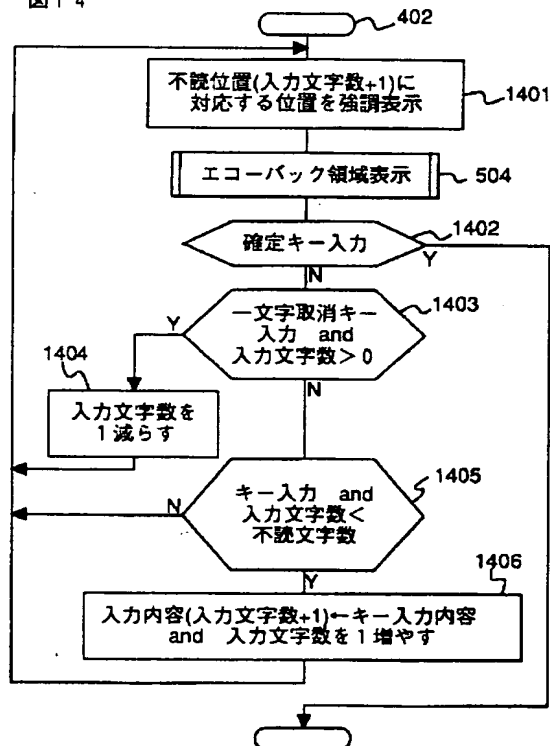 図14
402
不読位置(入力文字数+1)に
対応する位置を強調表示
1401
エコーバック領域表示
504
確定キー入力
1402
Y
N
一文字取消キー
入力 and
入力文字数>0
1403
Y
N
1404
入力文字数を
1減らす
キー入力 and
入力文字数<
不読文字数
1405
N
Y
1406
入力内容(入力文字数+1)←キー入力内容
and 入力文字数を1増やす